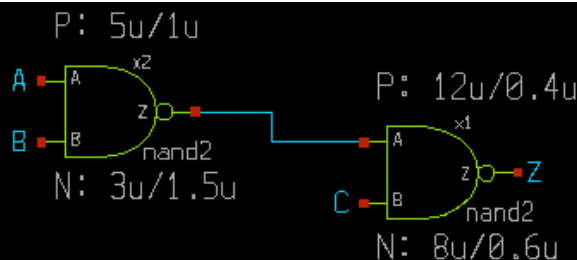 P: 5u/1u
x2
A
A
Z
B
B
nand2
N: 3u/1.5u
P: 12u/0.4u
x1
A
Z
Z
C
B
nand2
N: 8u/0.6u